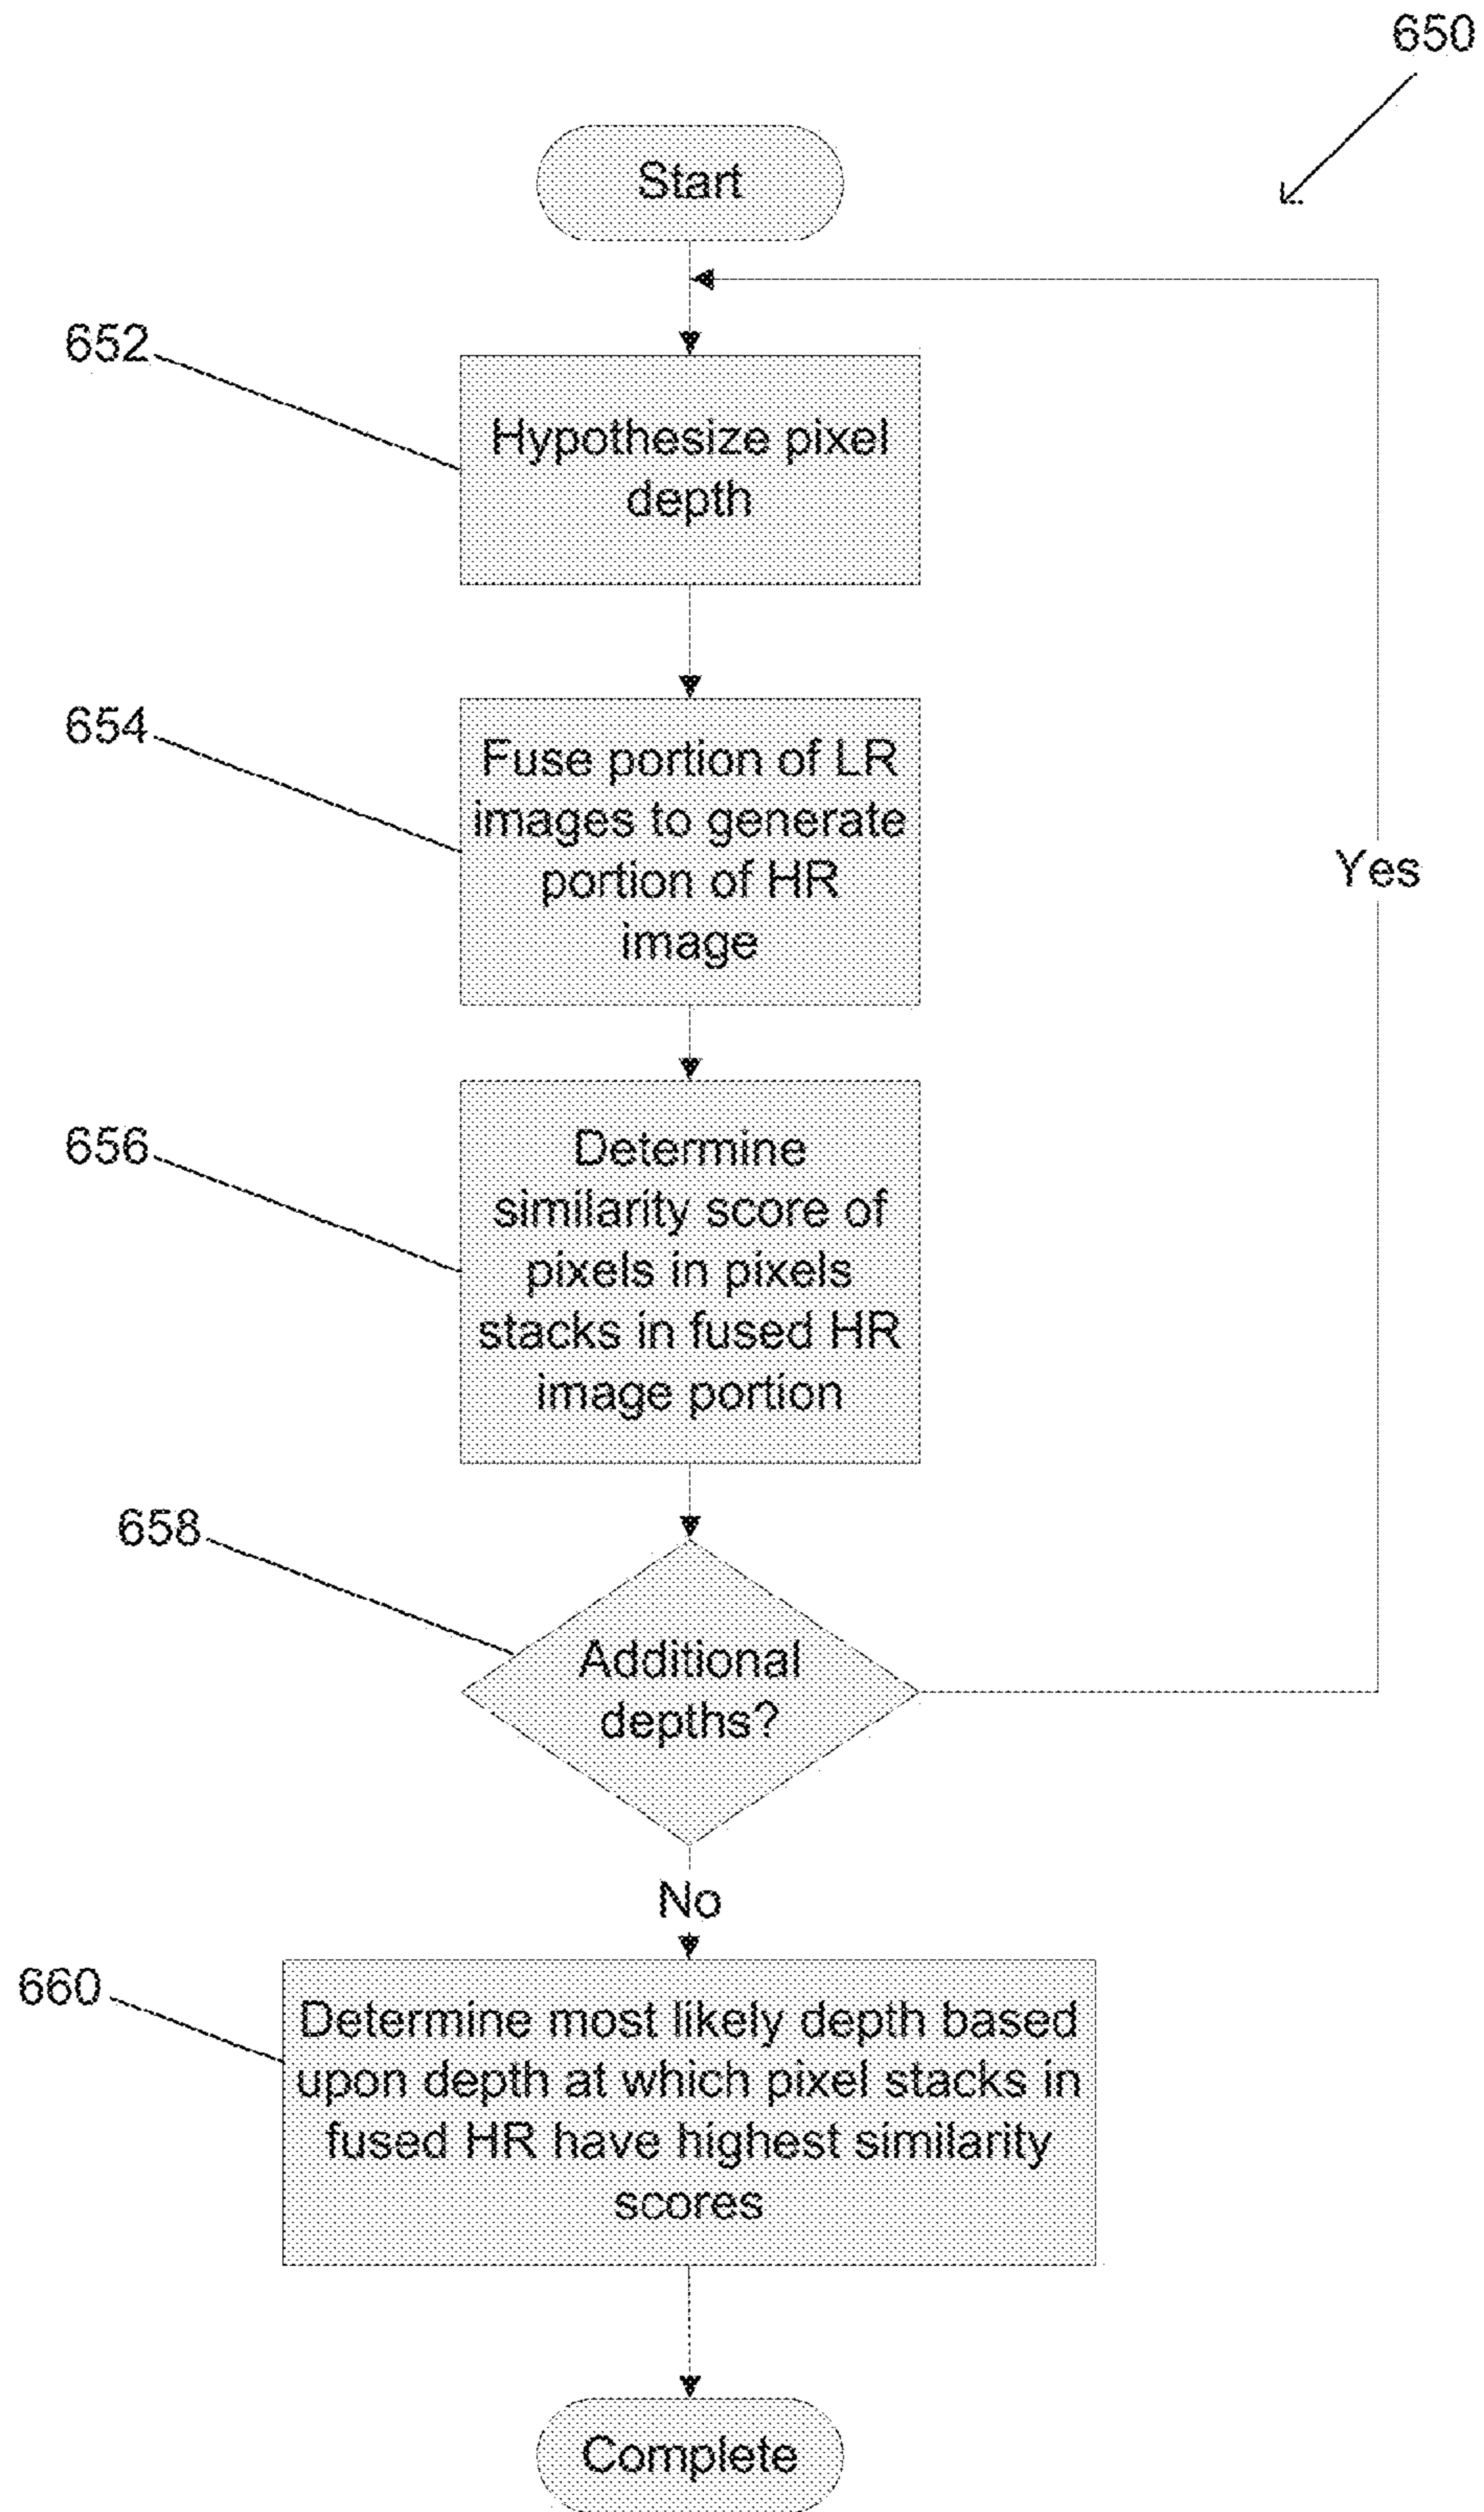 650
Start
652
Hypothesize pixel
depth
654
Fuse portion of LR
images to generate
portion of HR
image
Yes
656
Determine
similarity score of
pixels in pixels
stacks in fused HR
image portion
658
Additional
depths?
No
660
Determine most likely depth based
upon depth at which pixel stacks in
fused HR have highest similarity
scores
Complete